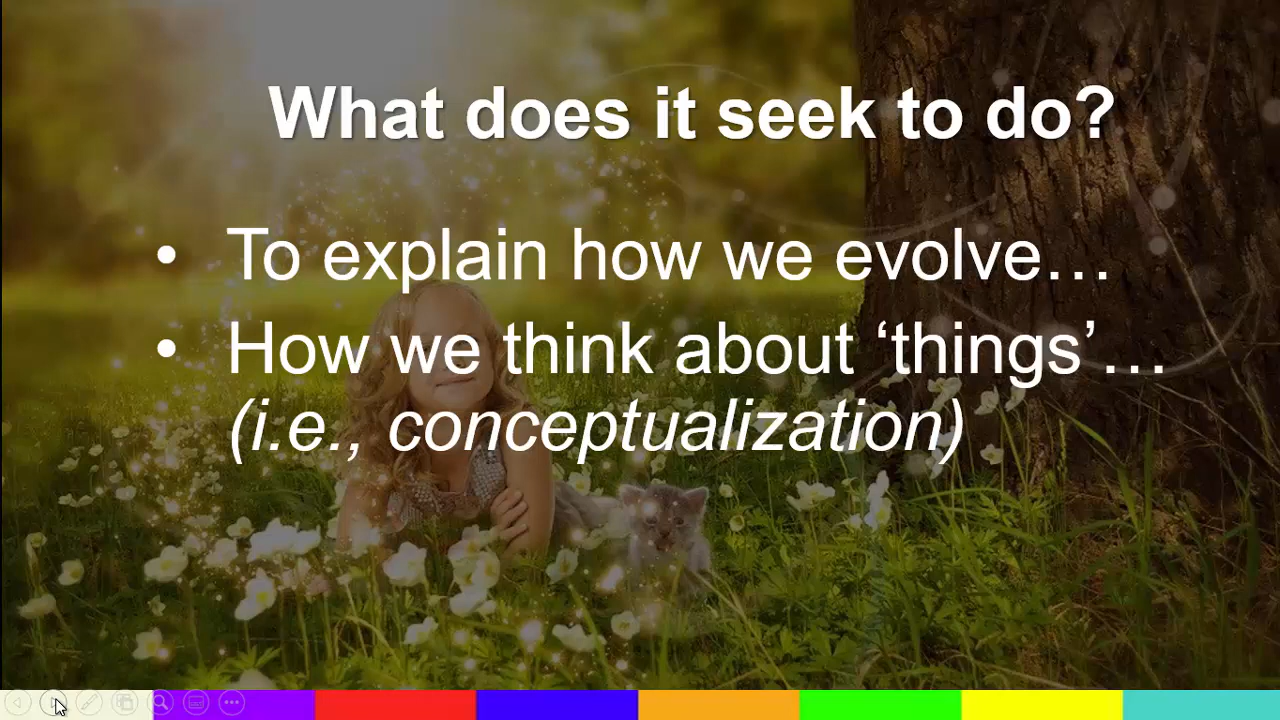 What does it seek to do?
• To explain how we evolve…
• How we think about ‘things’…
(i.e., conceptualization)